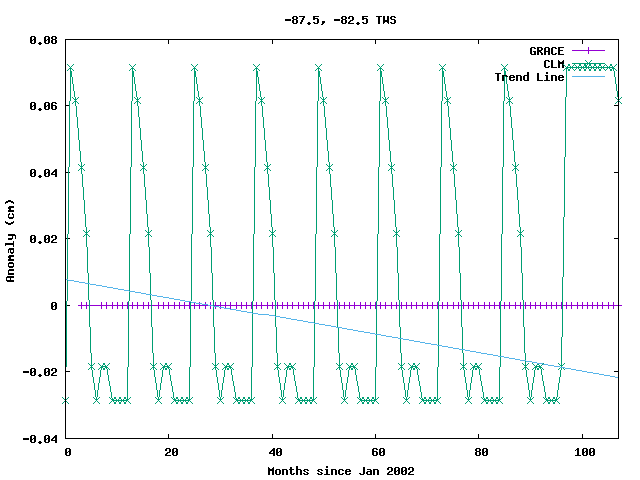 -87.5, -82.5 TWS
0.08
0.06
0.04
0.02
0
-0.02
-0.04
Anomaly (cm)
GRACE
CLM
Trend Line
0 20 40 60 80 100
Months since Jan 2002